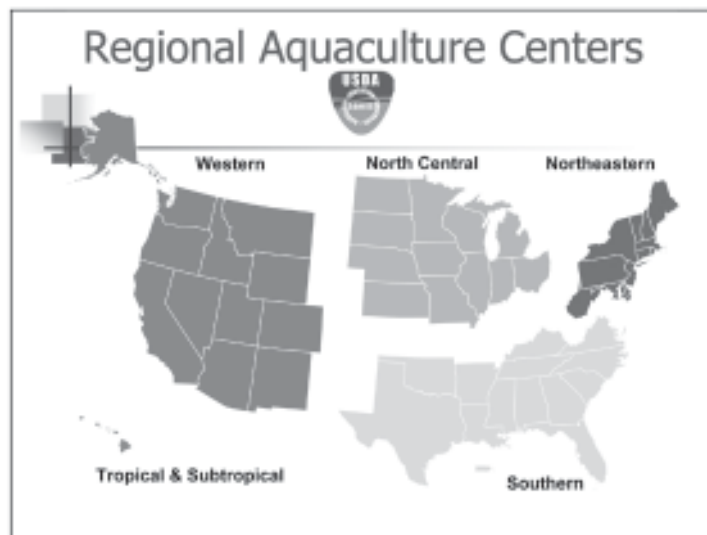 Regional Aquaculture Centers
USDA
Western
North Central
Northeastern
Tropical & Subtropical
Southern